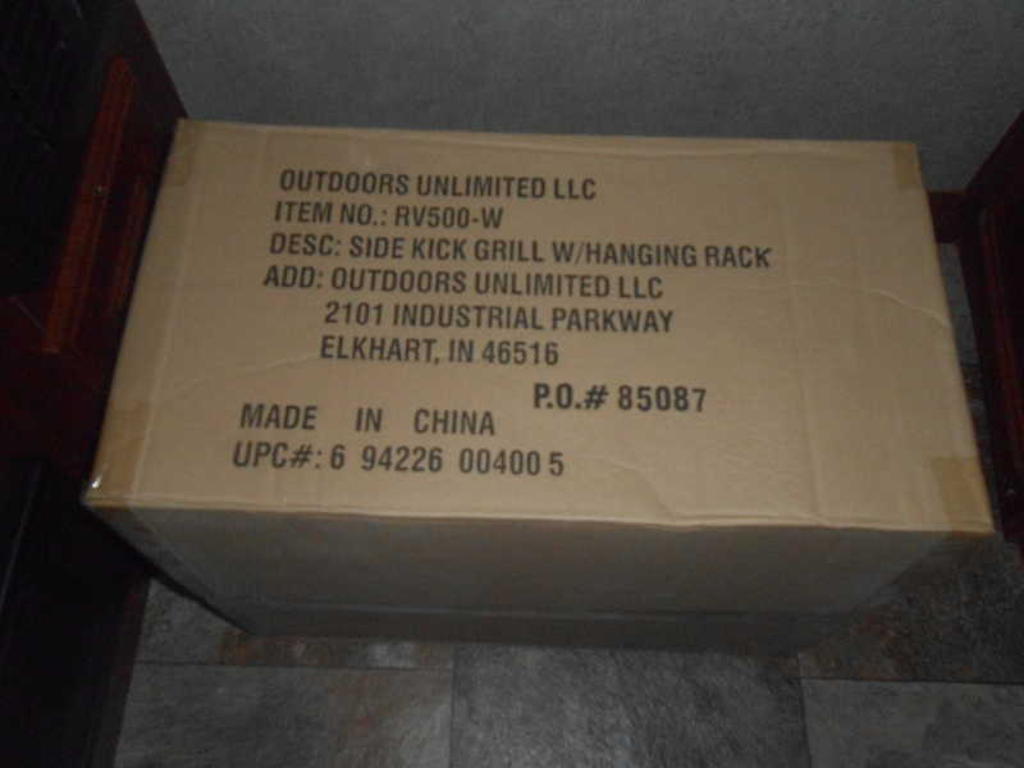 OUTDOORS UNLIMITED LLC
ITEM NO.: RV500-W
DESC: SIDE KICK GRILL W/HANGING RACK
ADD: OUTDOORS UNLIMITED LLC
2101 INDUSTRIAL PARKWAY
ELKHART, IN 46516
P.O.# 85087
MADE IN CHINA
UPC#: 6 94226 00400 5